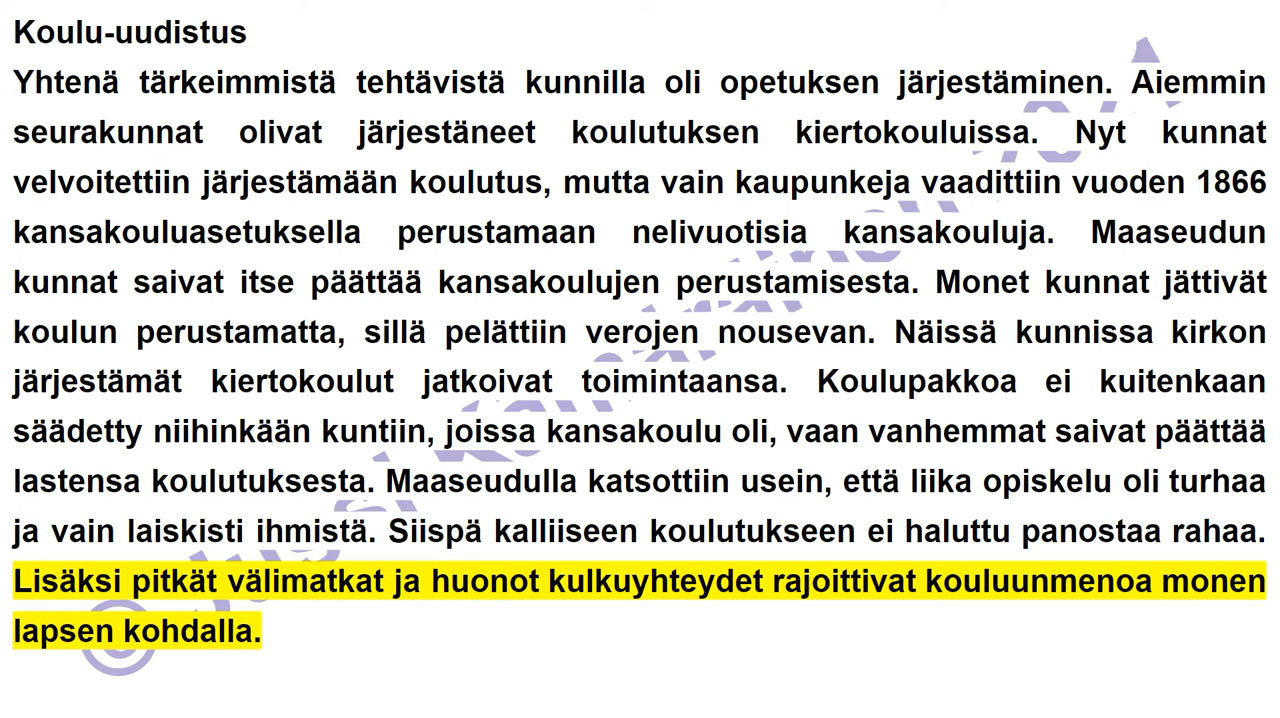 Koulu-uudistus
Yhtenä tärkeimmistä tehtävistä kunnilla oli opetuksen järjestäminen. Aiemmin
seurakunnat olivat järjestäneet koulutuksen kiertokouluissa. Nyt kunnat
velvoitettiin järjestämään koulutus, mutta vain kaupunkeja vaadittiin vuoden 1866
kansakouluasetuksella perustamaan nelivuotisia kansakouluja. Maaseudun
kunnat saivat itse päättää kansakoulujen perustamisesta. Monet kunnat jättivät
koulun perustamatta, sillä pelättiin verojen nousevan. Näissä kunnissa kirkon
järjestämät kiertokoulut jatkoivat toimintaansa. Koulupakkoa ei kuitenkaan
säädetty niihinkään kuntiin, joissa kansakoulu oli, vaan vanhemmat saivat päättää
lastensa koulutuksesta. Maaseudulla katsottiin usein, että liika opiskelu oli turhaa
ja vain laiskisti ihmistä. Siispä kalliiseen koulutukseen ei haluttu panostaa rahaa.
Lisäksi pitkät välimatkat ja huonot kulkuyhteydet rajoittivat kouluunmenoa monen
lapsen kohdalla.